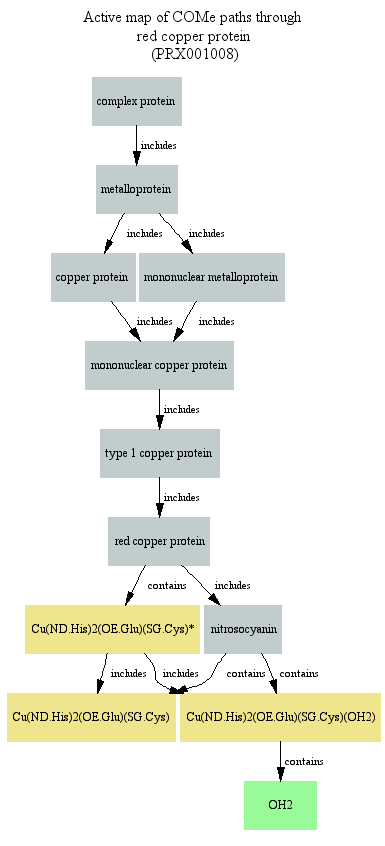 Active map of COMe paths through
red copper protein
(PRX001008)
complex protein
includes
metalloprotein
includes
includes
copper protein
mononuclear metalloprotein
includes
includes
mononuclear copper protein
includes
type 1 copper protein
includes
red copper protein
contains
includes
Cu(ND.His)2(OE.Glu)(SG.Cys)*
nitrosocyanin
includes
includes
contains
contains
Cu(ND.His)2(OE.Glu)(SG.Cys)
Cu(ND.His)2(OE.Glu)(SG.Cys)(OH2)
contains
OH2